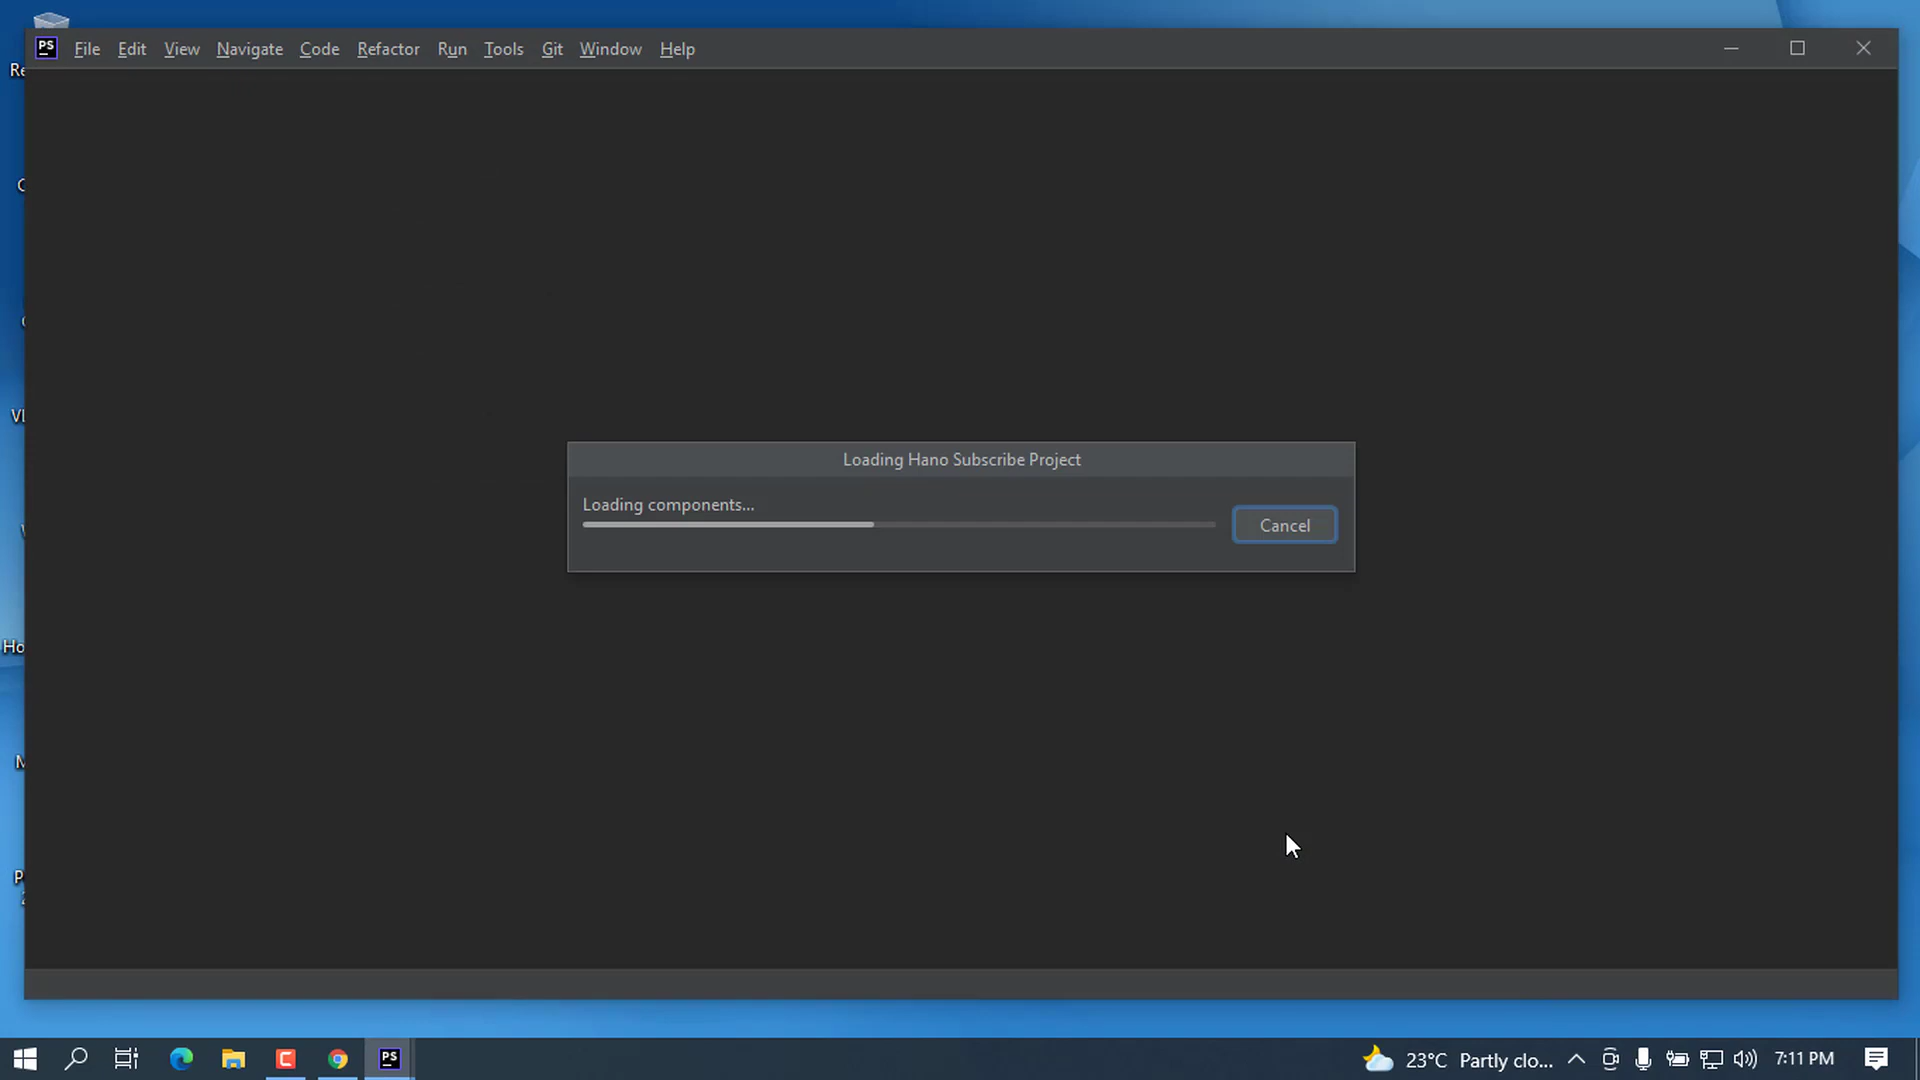 PS File Edit View Navigate Code Refactor Run Tools Git Window Help
Loading Hano Subscribe Project
Loading components...
Cancel
PS
23°C Partly clo...
7:11 PM